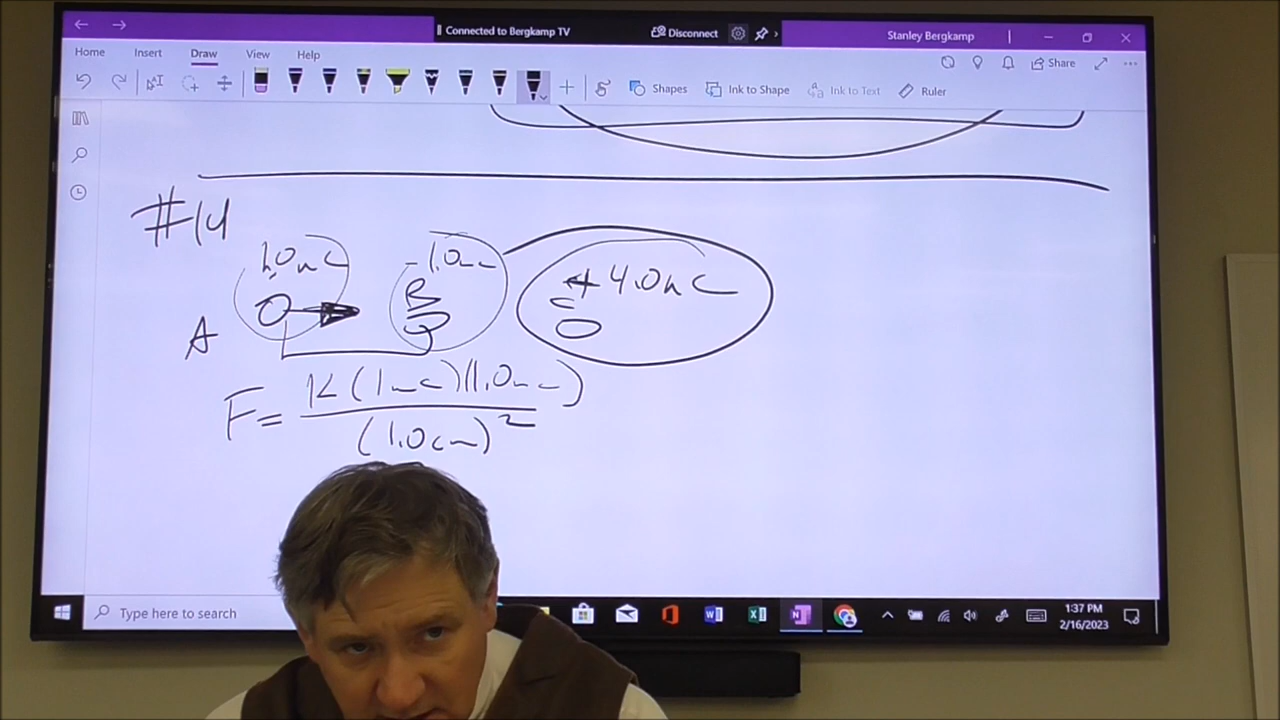 Connected to Bergkamp TV
Disconnect
Stanley Bergkamp
Home Insert Draw View Help
Share
Shapes Ink to Shape Ink to Text Ruler
#14
1.0nC -1.0nC +4.0nC
B C
A
F = K(1nC)(1.0nC)
(1.0cm)²
Type here to search
1:37 PM
2/16/2023